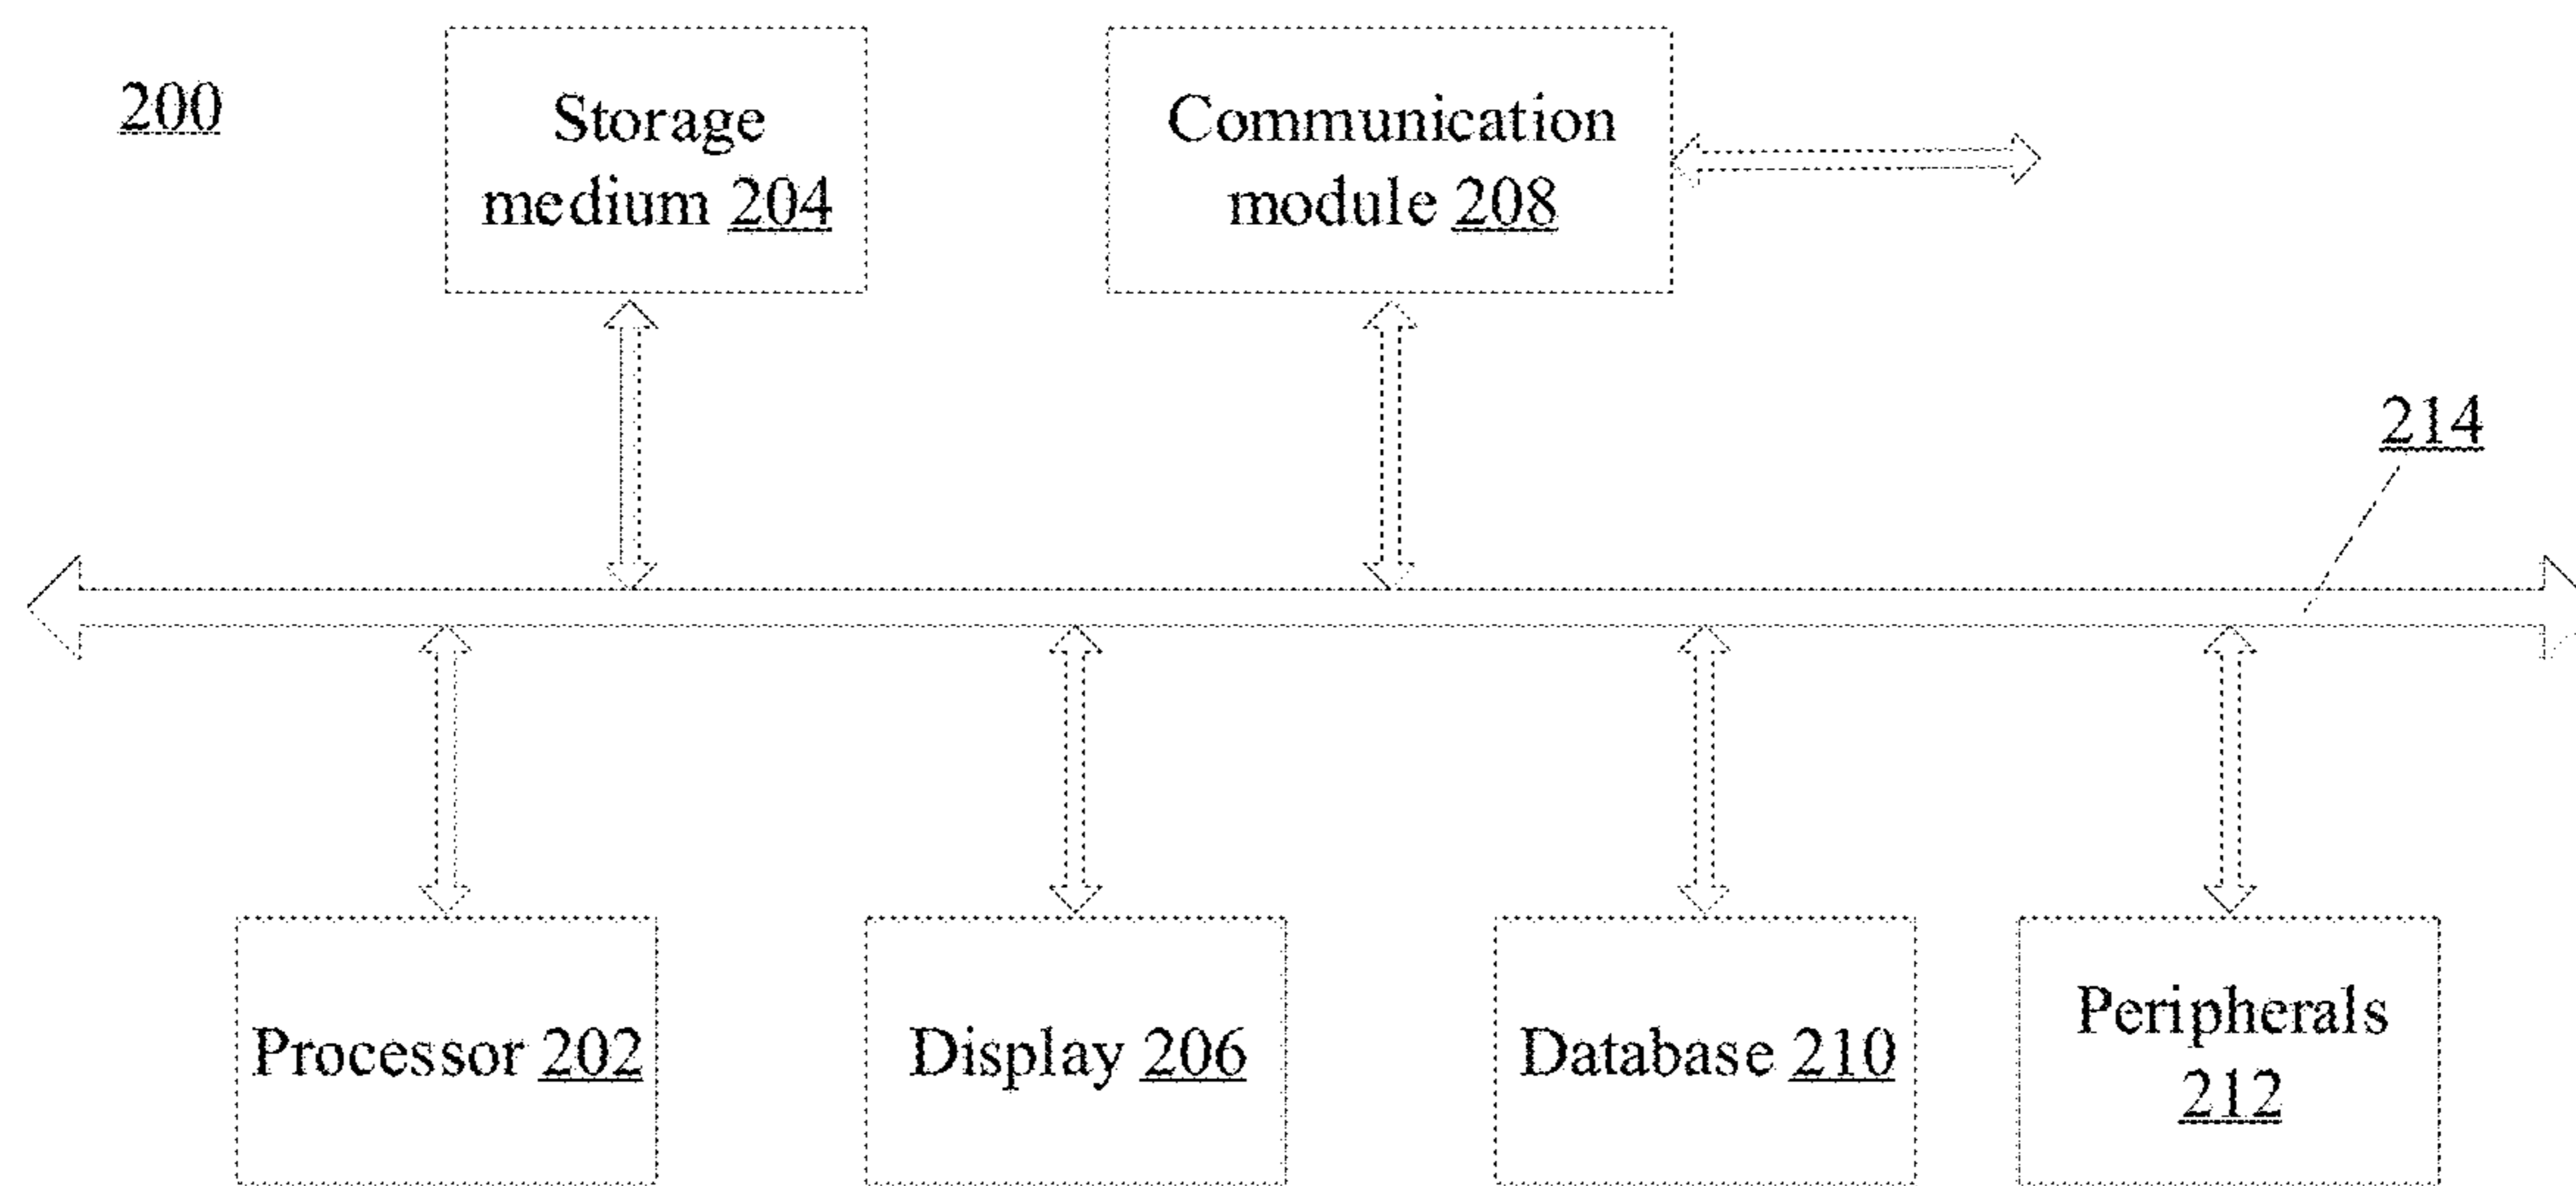 200
Storage
medium 204
Communication
module 208
214
Processor 202
Display 206
Database 210
Peripherals
212